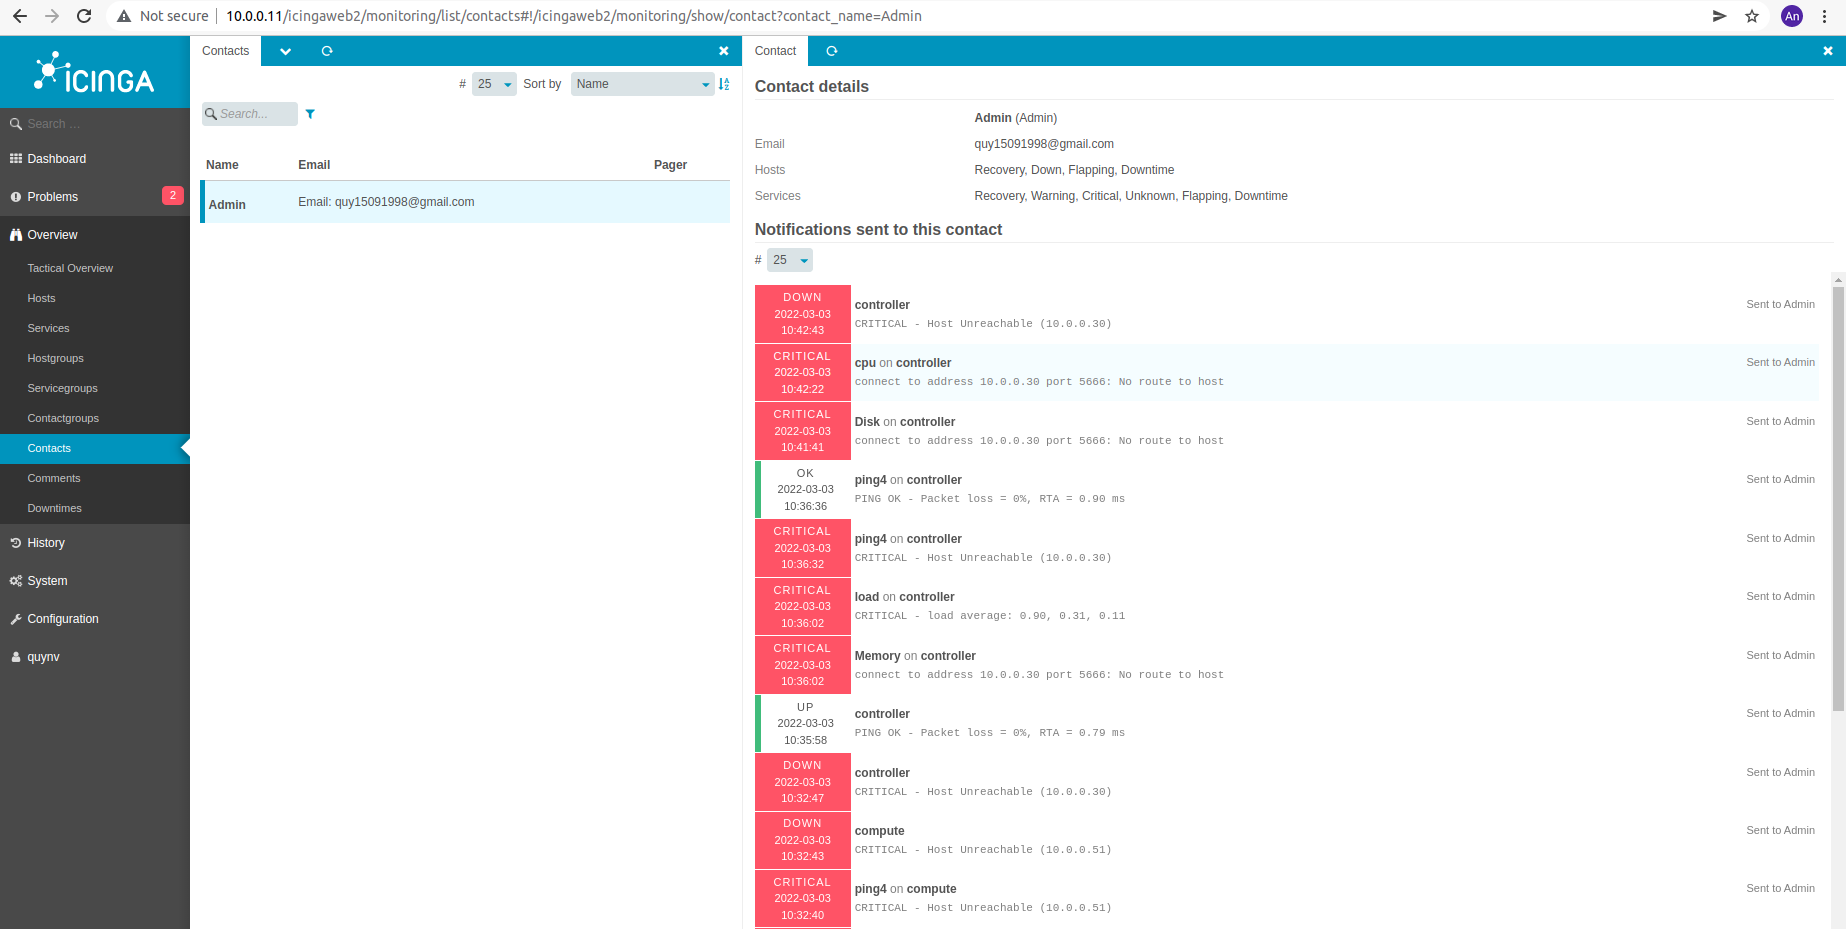 Not secure | 10.0.0.11/icingaweb2/monitoring/list/contacts#!/icingaweb2/monitoring/show/contact?contact_name=Admin
An
ICINGA
Search ...
Dashboard
Problems 2
Overview
Tactical Overview
Hosts
Services
Hostgroups
Servicegroups
Contactgroups
Contacts
Comments
Downtimes
History
System
Configuration
quynv
Contacts
# 25 Sort by Name
Search...
Name Email Pager
Admin Email: quy15091998@gmail.com
Contact
Contact details
Admin (Admin)
Email quy15091998@gmail.com
Hosts Recovery, Down, Flapping, Downtime
Services Recovery, Warning, Critical, Unknown, Flapping, Downtime
Notifications sent to this contact
# 25
DOWN
2022-03-03
10:42:43
controller
CRITICAL - Host Unreachable (10.0.0.30)
Sent to Admin
CRITICAL
2022-03-03
10:42:22
cpu on controller
connect to address 10.0.0.30 port 5666: No route to host
Sent to Admin
CRITICAL
2022-03-03
10:41:41
Disk on controller
connect to address 10.0.0.30 port 5666: No route to host
Sent to Admin
OK
2022-03-03
10:36:36
ping4 on controller
PING OK - Packet loss = 0%, RTA = 0.90 ms
Sent to Admin
CRITICAL
2022-03-03
10:36:32
ping4 on controller
CRITICAL - Host Unreachable (10.0.0.30)
Sent to Admin
CRITICAL
2022-03-03
10:36:02
load on controller
CRITICAL - load average: 0.90, 0.31, 0.11
Sent to Admin
CRITICAL
2022-03-03
10:36:02
Memory on controller
connect to address 10.0.0.30 port 5666: No route to host
Sent to Admin
UP
2022-03-03
10:35:58
controller
PING OK - Packet loss = 0%, RTA = 0.79 ms
Sent to Admin
DOWN
2022-03-03
10:32:47
controller
CRITICAL - Host Unreachable (10.0.0.30)
Sent to Admin
DOWN
2022-03-03
10:32:43
compute
CRITICAL - Host Unreachable (10.0.0.51)
Sent to Admin
CRITICAL
2022-03-03
10:32:40
ping4 on compute
CRITICAL - Host Unreachable (10.0.0.51)
Sent to Admin